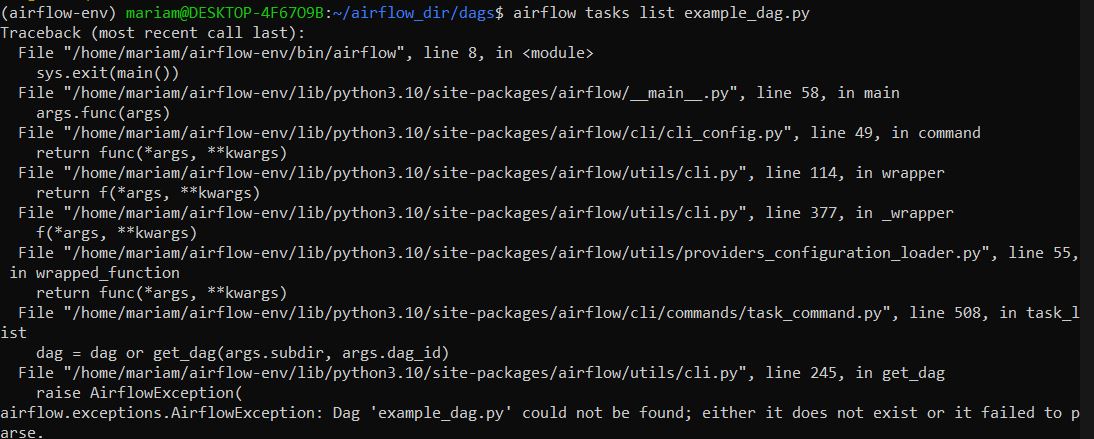 (airflow-env) mariam@DESKTOP-4F67O9B:~/airflow_dir/dags$ airflow tasks list example_dag.py
Traceback (most recent call last):
  File "/home/mariam/airflow-env/bin/airflow", line 8, in <module>
    sys.exit(main())
  File "/home/mariam/airflow-env/lib/python3.10/site-packages/airflow/__main__.py", line 58, in main
    args.func(args)
  File "/home/mariam/airflow-env/lib/python3.10/site-packages/airflow/cli/cli_config.py", line 49, in command
    return func(*args, **kwargs)
  File "/home/mariam/airflow-env/lib/python3.10/site-packages/airflow/utils/cli.py", line 114, in wrapper
    return f(*args, **kwargs)
  File "/home/mariam/airflow-env/lib/python3.10/site-packages/airflow/utils/cli.py", line 377, in _wrapper
    f(*args, **kwargs)
  File "/home/mariam/airflow-env/lib/python3.10/site-packages/airflow/utils/providers_configuration_loader.py", line 55,
 in wrapped_function
    return func(*args, **kwargs)
  File "/home/mariam/airflow-env/lib/python3.10/site-packages/airflow/cli/commands/task_command.py", line 508, in task_l
ist
    dag = dag or get_dag(args.subdir, args.dag_id)
  File "/home/mariam/airflow-env/lib/python3.10/site-packages/airflow/utils/cli.py", line 245, in get_dag
    raise AirflowException(
airflow.exceptions.AirflowException: Dag 'example_dag.py' could not be found; either it does not exist or it failed to p
arse.